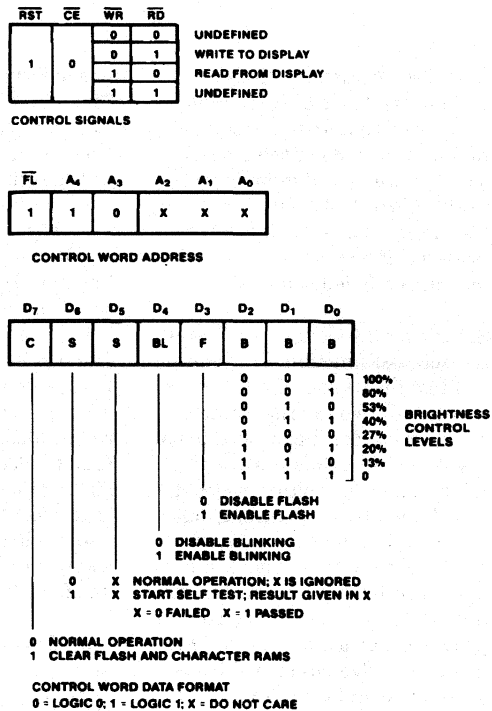 RST CE WR RD
0 0 UNDEFINED
0 1 WRITE TO DISPLAY
1 0 1 0 READ FROM DISPLAY
1 1 UNDEFINED
CONTROL SIGNALS
FL A4 A3 A2 A1 A0
1 1 0 X X X
CONTROL WORD ADDRESS
D7 D6 D5 D4 D3 D2 D1 D0
C S S BL F B B B
0 0 0 100%
0 0 1 80%
0 1 0 53%
0 1 1 40%
1 0 0 27%
1 0 1 20%
1 1 0 13%
1 1 1 0
BRIGHTNESS
CONTROL
LEVELS
0 DISABLE FLASH
1 ENABLE FLASH
0 DISABLE BLINKING
1 ENABLE BLINKING
0 X NORMAL OPERATION; X IS IGNORED
1 X START SELF TEST; RESULT GIVEN IN X
X = 0 FAILED X = 1 PASSED
0 NORMAL OPERATION
1 CLEAR FLASH AND CHARACTER RAMS
CONTROL WORD DATA FORMAT
0 = LOGIC 0; 1 = LOGIC 1; X = DO NOT CARE